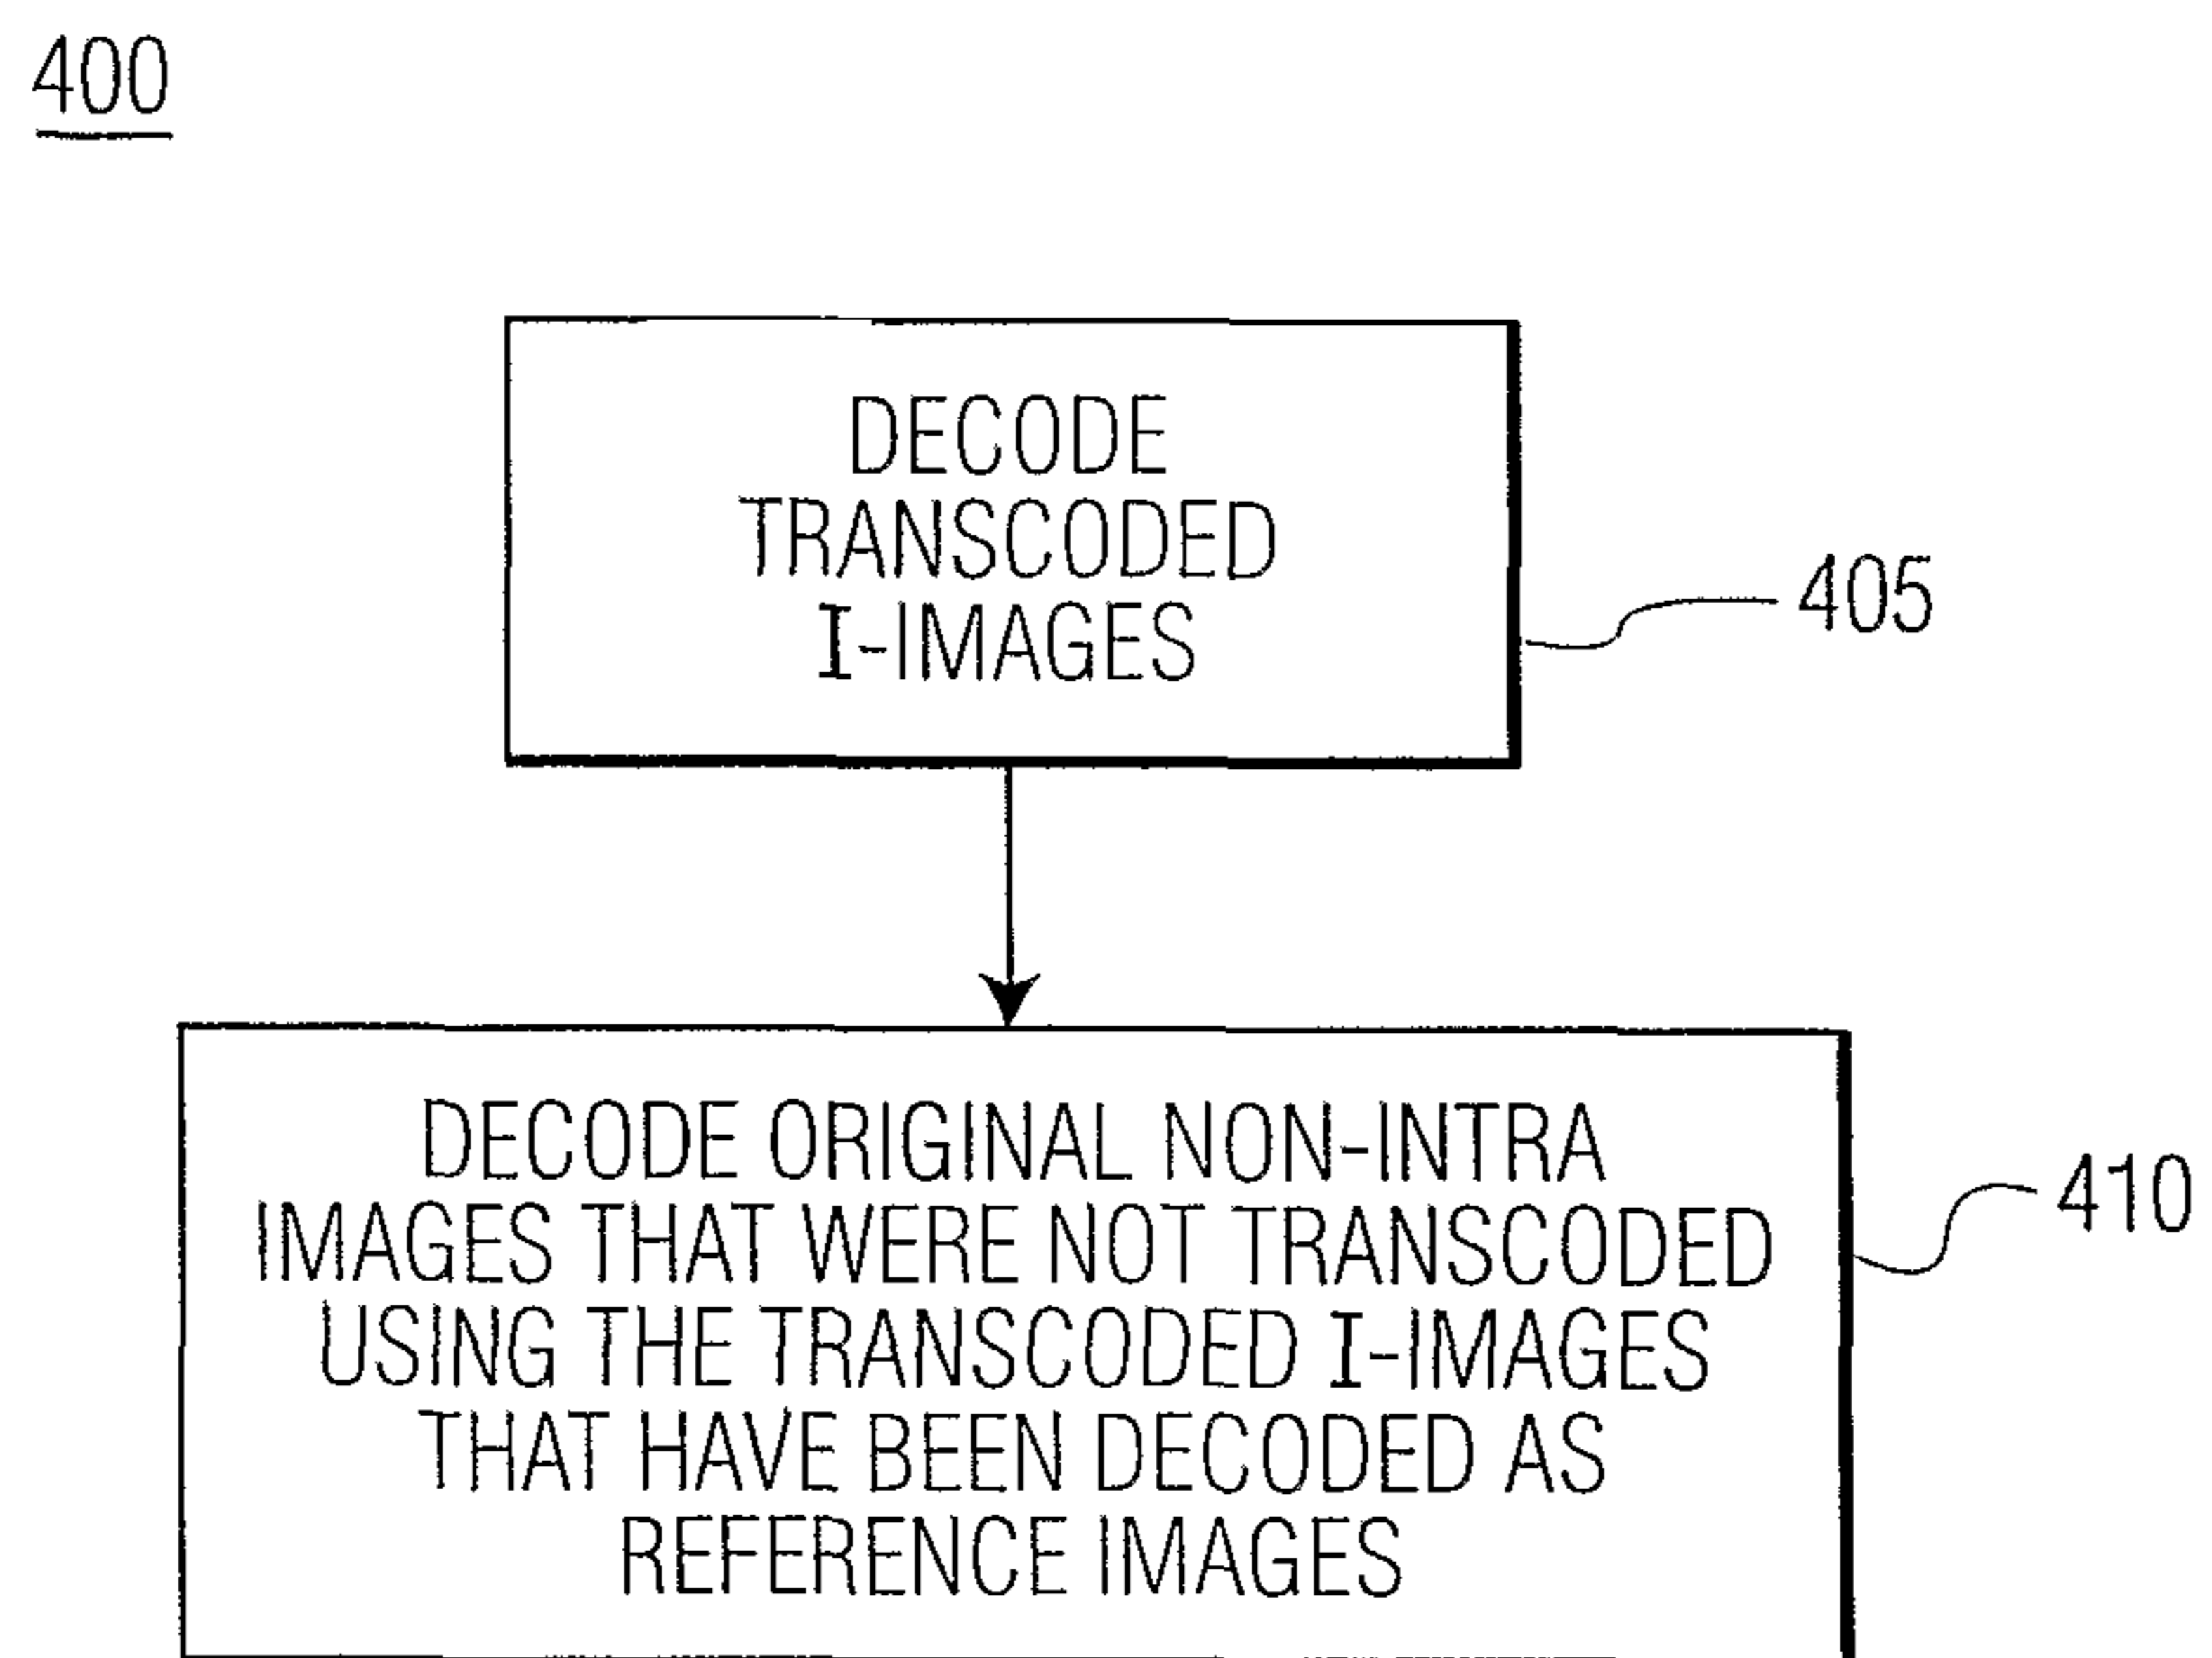 400
DECODE
TRANSCODED
I-IMAGES
405
DECODE ORIGINAL NON-INTRA
IMAGES THAT WERE NOT TRANSCODED
USING THE TRANSCODED I-IMAGES
THAT HAVE BEEN DECODED AS
REFERENCE IMAGES
410